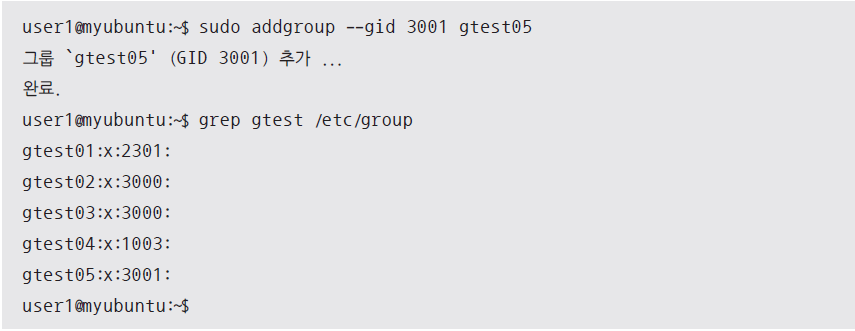 user1@myubuntu:~$ sudo addgroup --gid 3001 gtest05
그룹 `gtest05' (GID 3001) 추가 ...
완료.
user1@myubuntu:~$ grep gtest /etc/group
gtest01:x:2301:
gtest02:x:3000:
gtest03:x:3000:
gtest04:x:1003:
gtest05:x:3001:
user1@myubuntu:~$